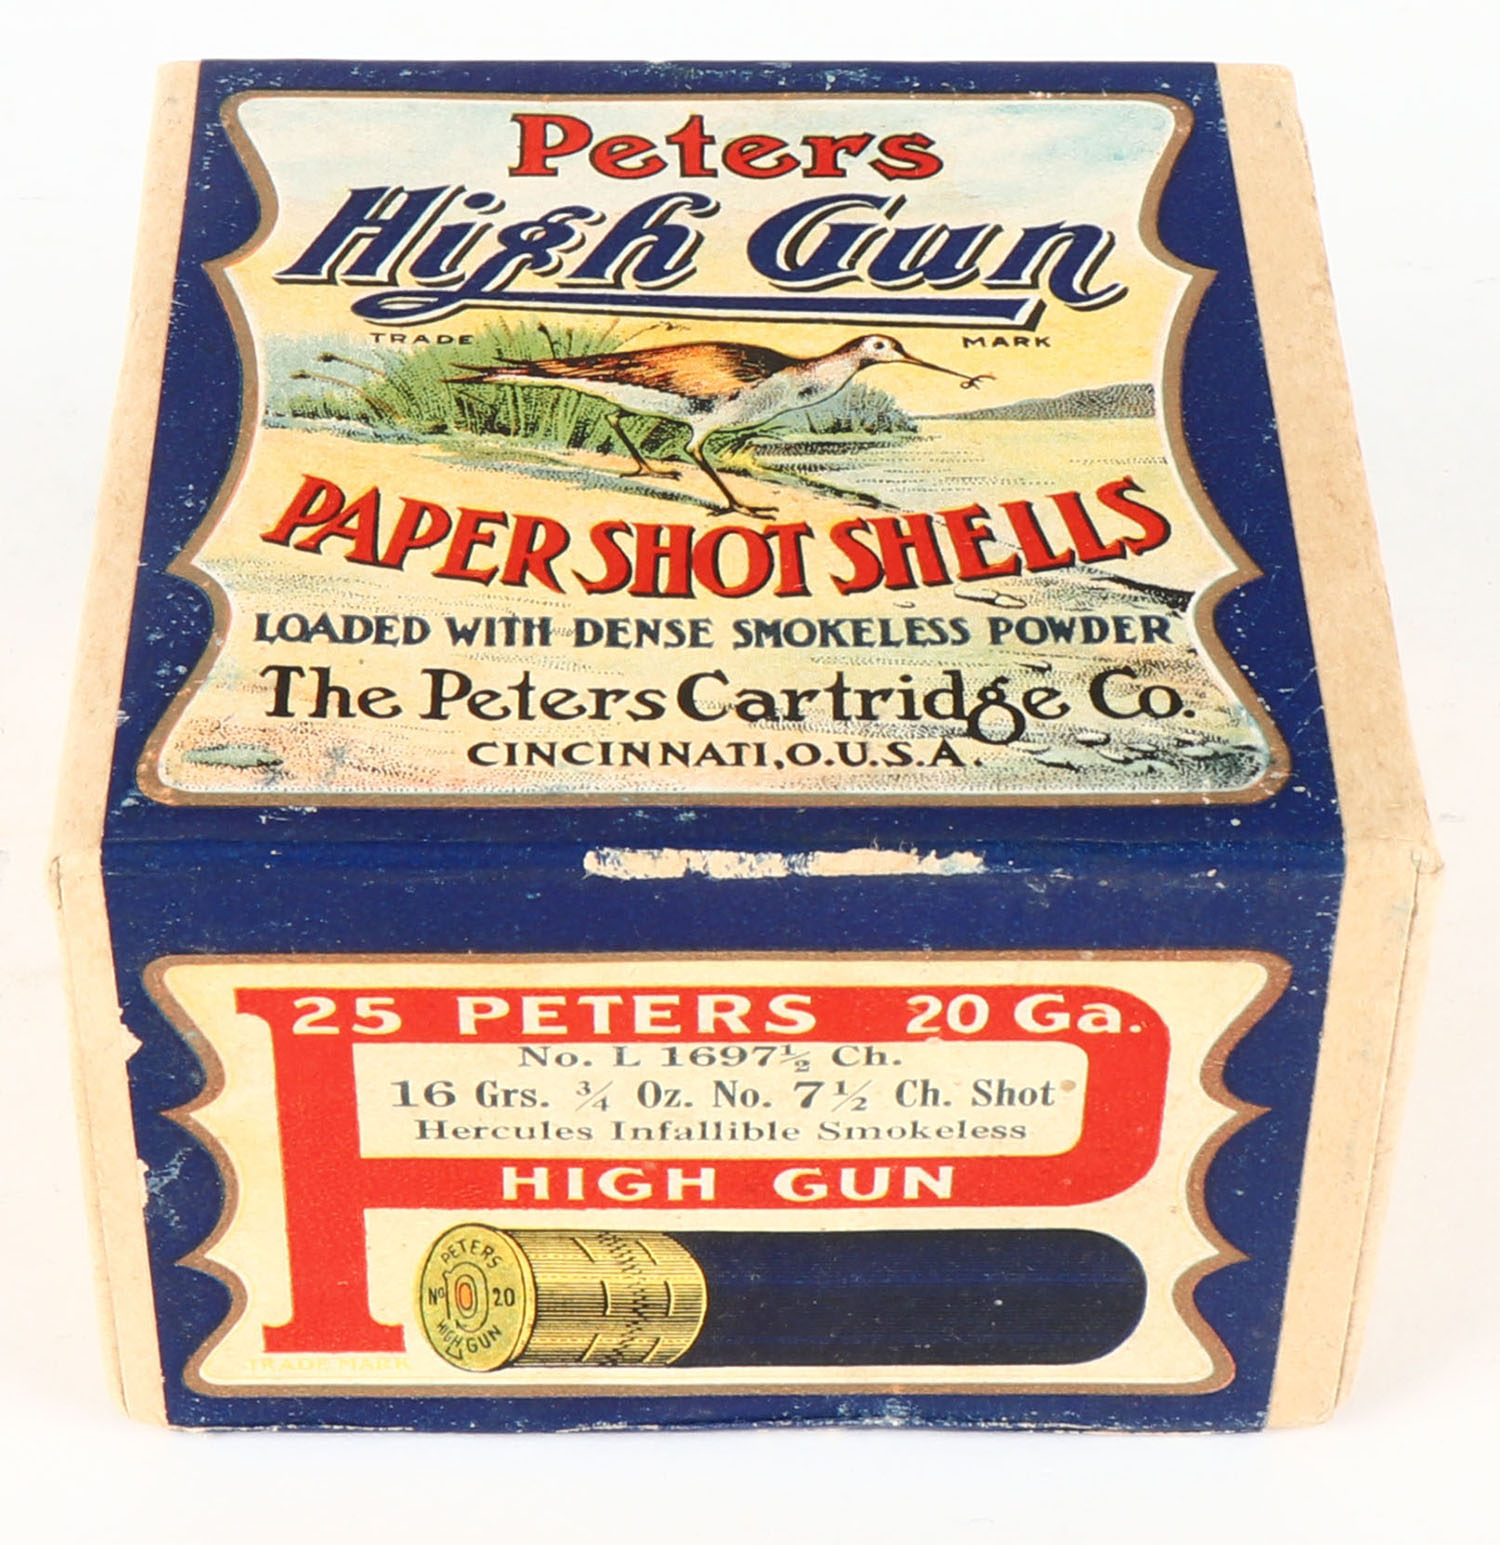 Peters
High Gun
TRADE MARK
PAPER SHOT SHELLS
LOADED WITH DENSE SMOKELESS POWDER
The Peters Cartridge Co.
CINCINNATI, O.U.S.A.
25 PETERS 20 Ga.
No. L 1697½ Ch.
16 Grs. ¾ Oz. No. 7½ Ch. Shot
Hercules Infallible Smokeless
HIGH GUN
PETERS
No 20
HIGH GUN
TRADE MARK